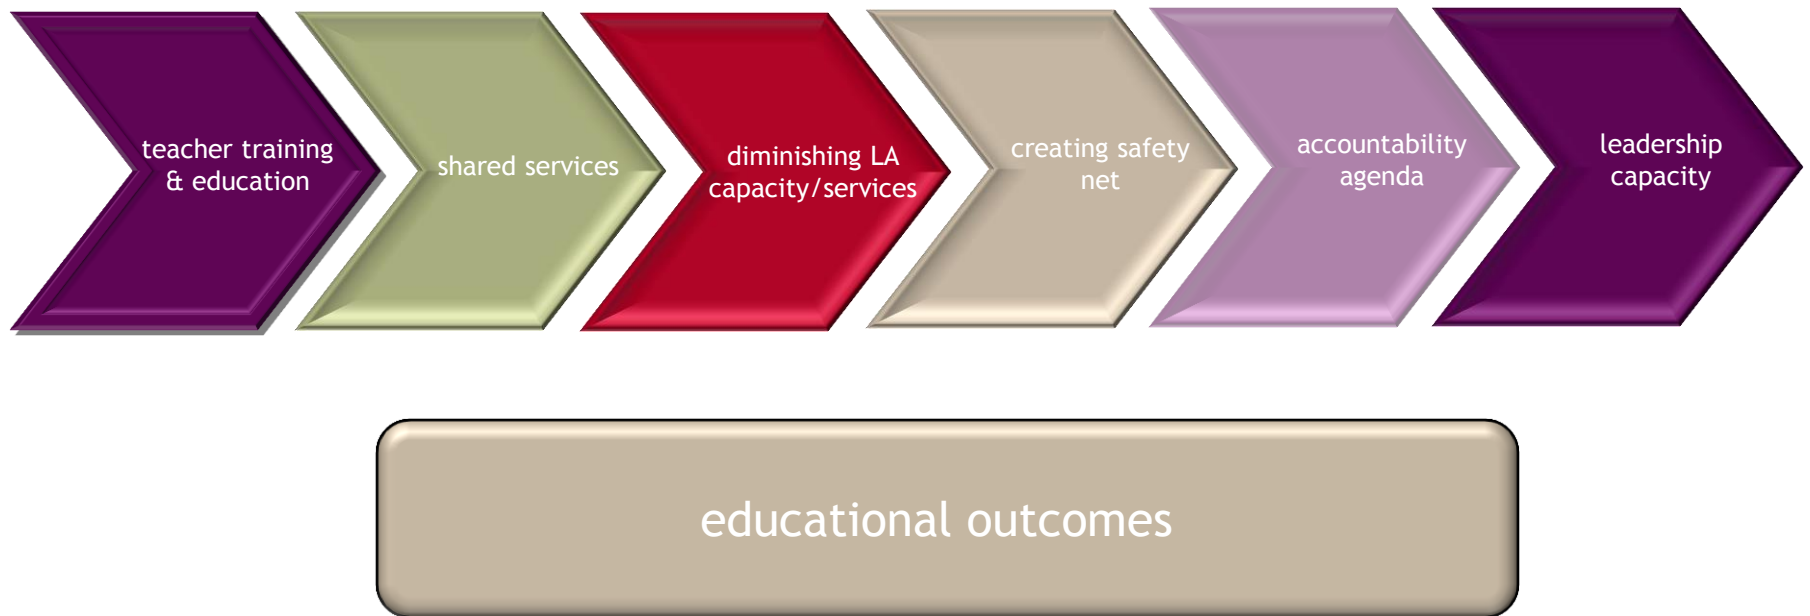 teacher training
& education
shared services
diminishing LA
capacity/services
creating safety
net
accountability
agenda
leadership
capacity
educational outcomes